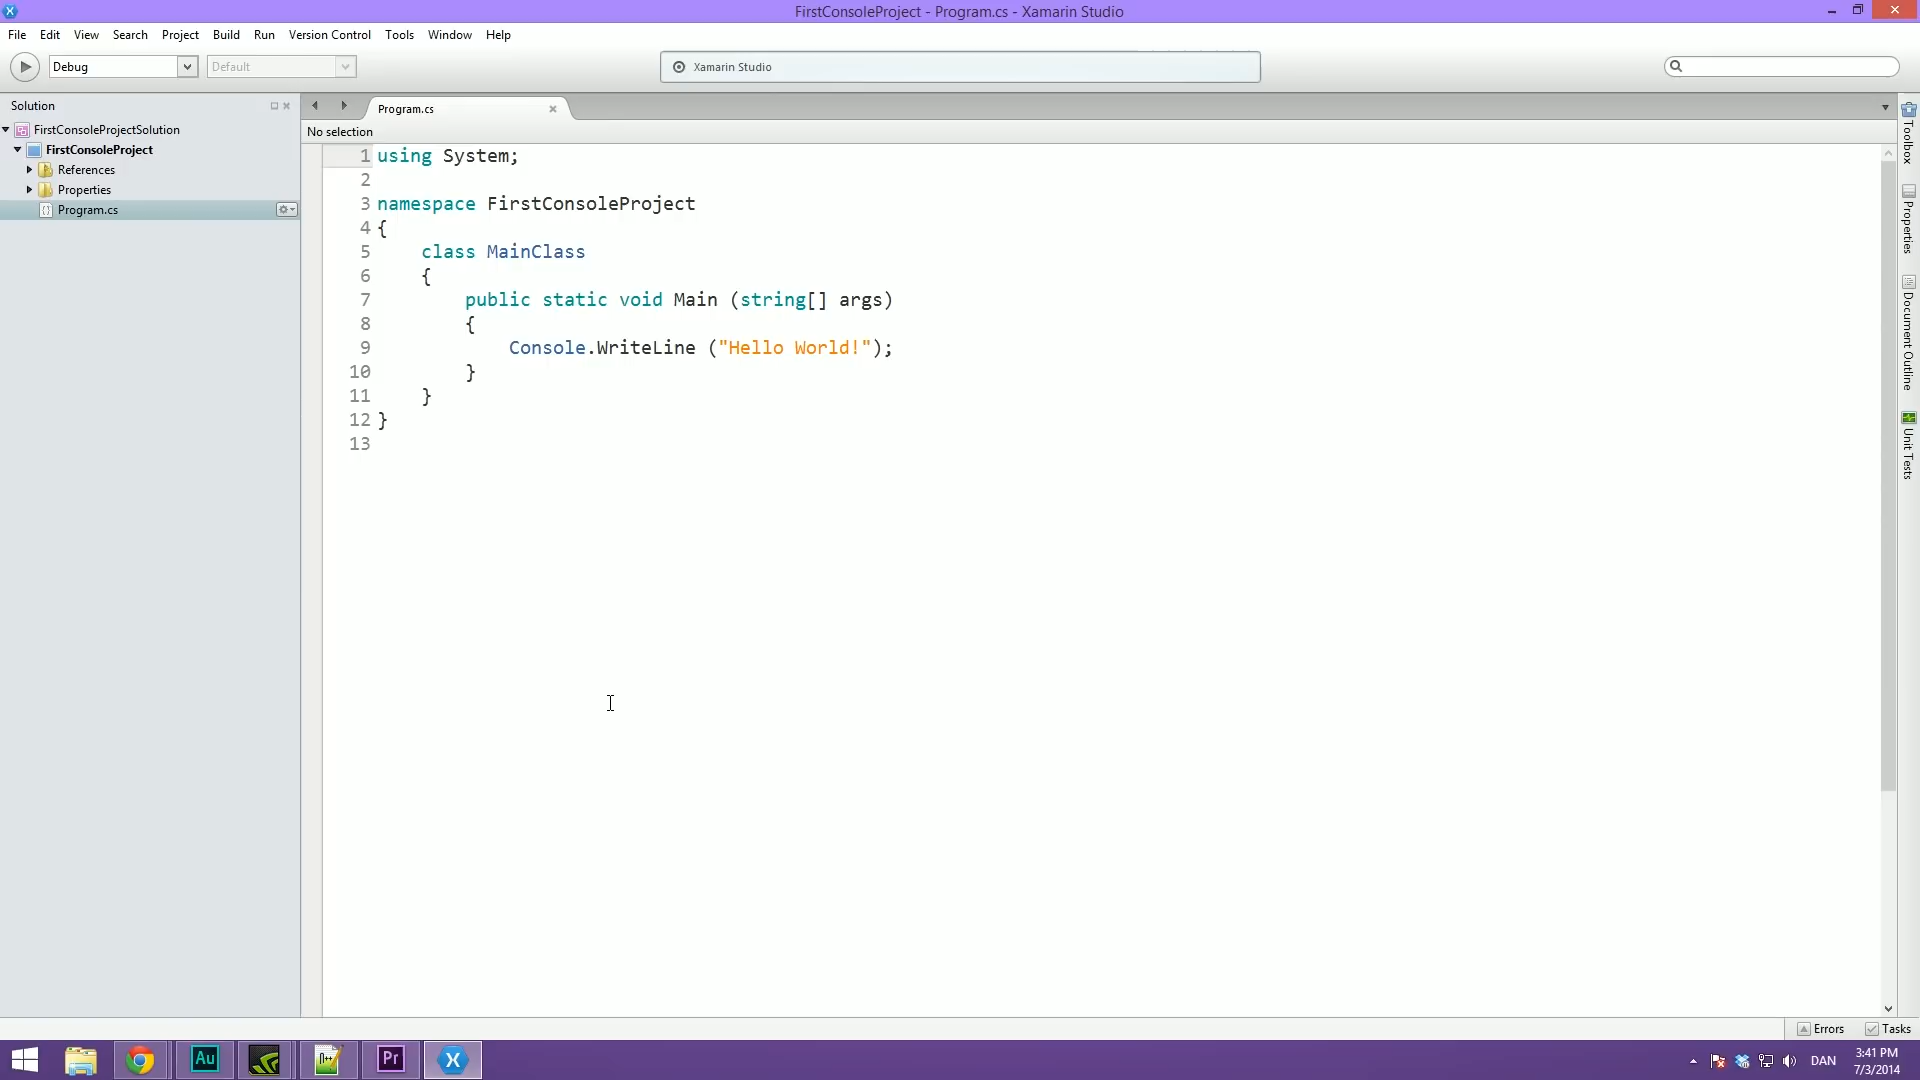 FirstConsoleProject - Program.cs - Xamarin Studio
File Edit View Search Project Build Run Version Control Tools Window Help
Debug Default Xamarin Studio
Solution
FirstConsoleProjectSolution
FirstConsoleProject
References
Properties
Program.cs
Program.cs
No selection
1 using System;
2
3 namespace FirstConsoleProject
4 {
5 class MainClass
6 {
7 public static void Main (string[] args)
8 {
9 Console.WriteLine ("Hello World!");
10 }
11 }
12 }
13
Toolbox
Properties
Document Outline
Unit Tests
Errors Tasks
Au Pr X
DAN
3:41 PM
7/3/2014